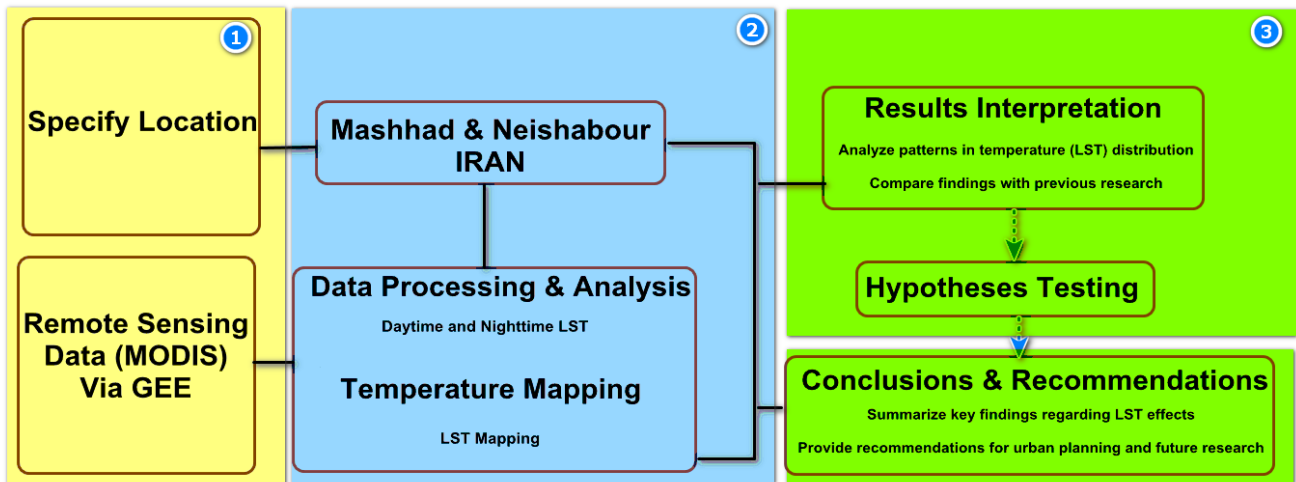 1
Specify Location
Remote Sensing
Data (MODIS)
Via GEE
2
Mashhad & Neishabour
IRAN
Data Processing & Analysis
Daytime and Nighttime LST
Temperature Mapping
LST Mapping
3
Results Interpretation
Analyze patterns in temperature (LST) distribution
Compare findings with previous research
Hypotheses Testing
Conclusions & Recommendations
Summarize key findings regarding LST effects
Provide recommendations for urban planning and future research